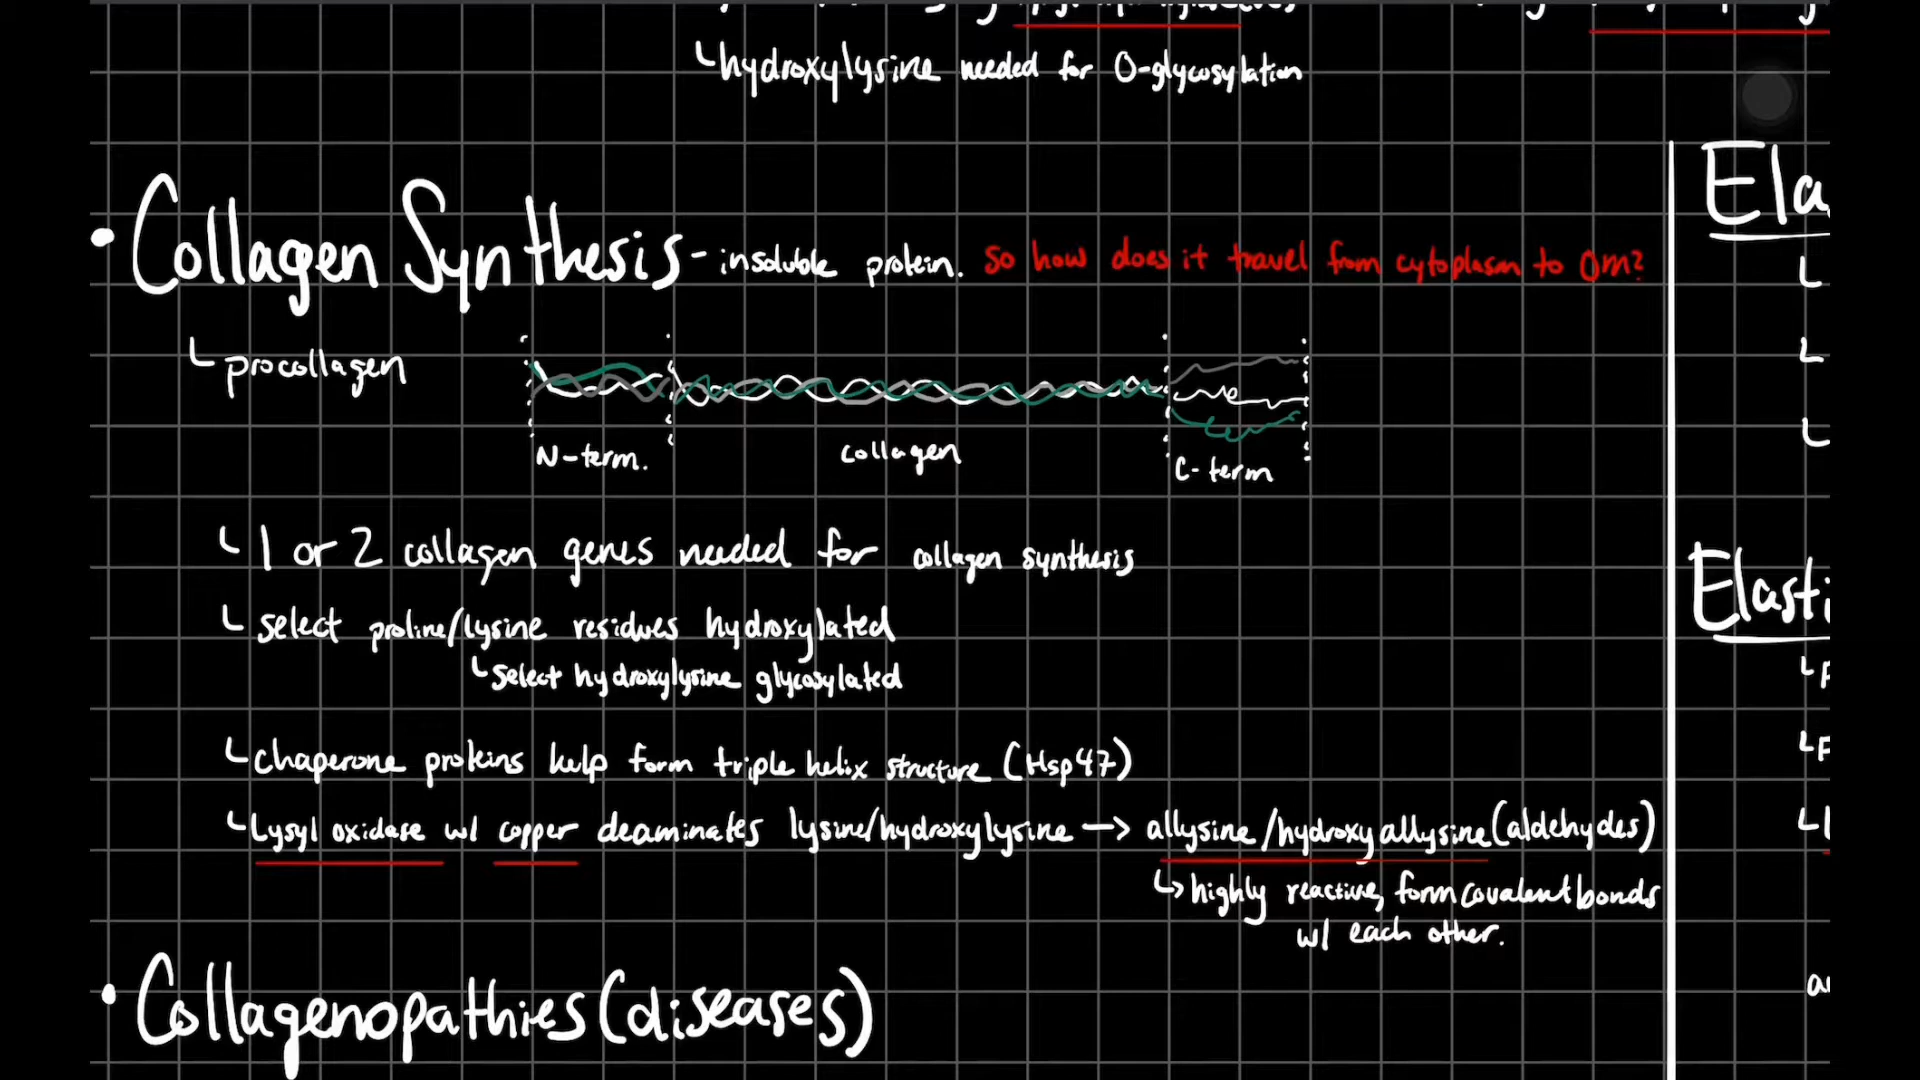 ↳hydroxylysine needed for O-glycosylation
• Collagen Synthesis - insoluble protein. so how does it travel from cytoplasm to OM?
↳ procollagen
N-term.
collagen
C-term
↳ 1 or 2 collagen genes needed for collagen synthesis
↳ select proline/lysine residues hydroxylated
↳select hydroxylysine glycosylated
↳chaperone proteins help form triple helix structure (Hsp47)
↳Lysyl oxidase w/ copper deaminates lysine/hydroxylysine → allysine/hydroxyallysine (aldehydes)
↳ highly reactive, form covalent bonds
w/ each other.
• Collagenopathies (diseases)
Ela
Elasti